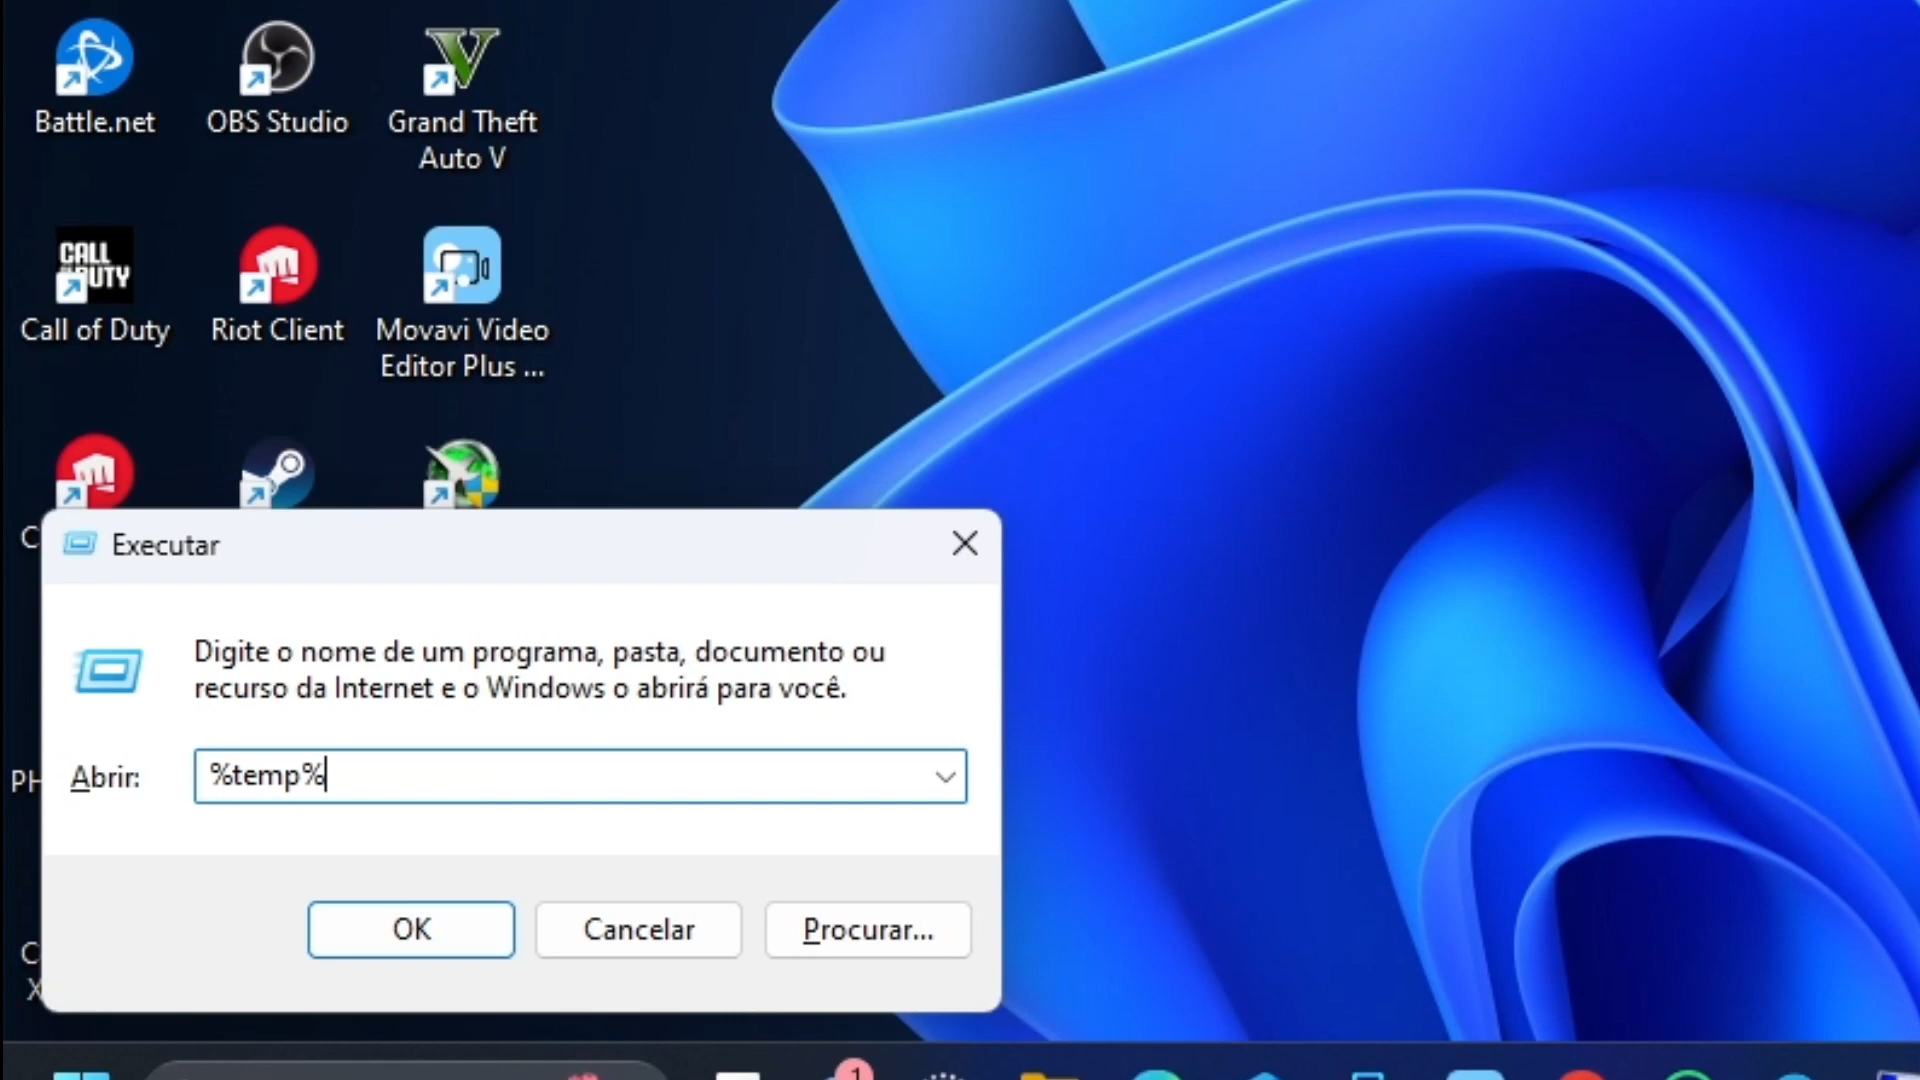 Battle.net
OBS Studio
Grand Theft
Auto V
CALL
DUTY
Call of Duty
Riot Client
Movavi Video
Editor Plus ...
C
Executar
Digite o nome de um programa, pasta, documento ou
recurso da Internet e o Windows o abrirá para você.
PH
Abrir:
%temp%
OK
Cancelar
Procurar...
C
X
1